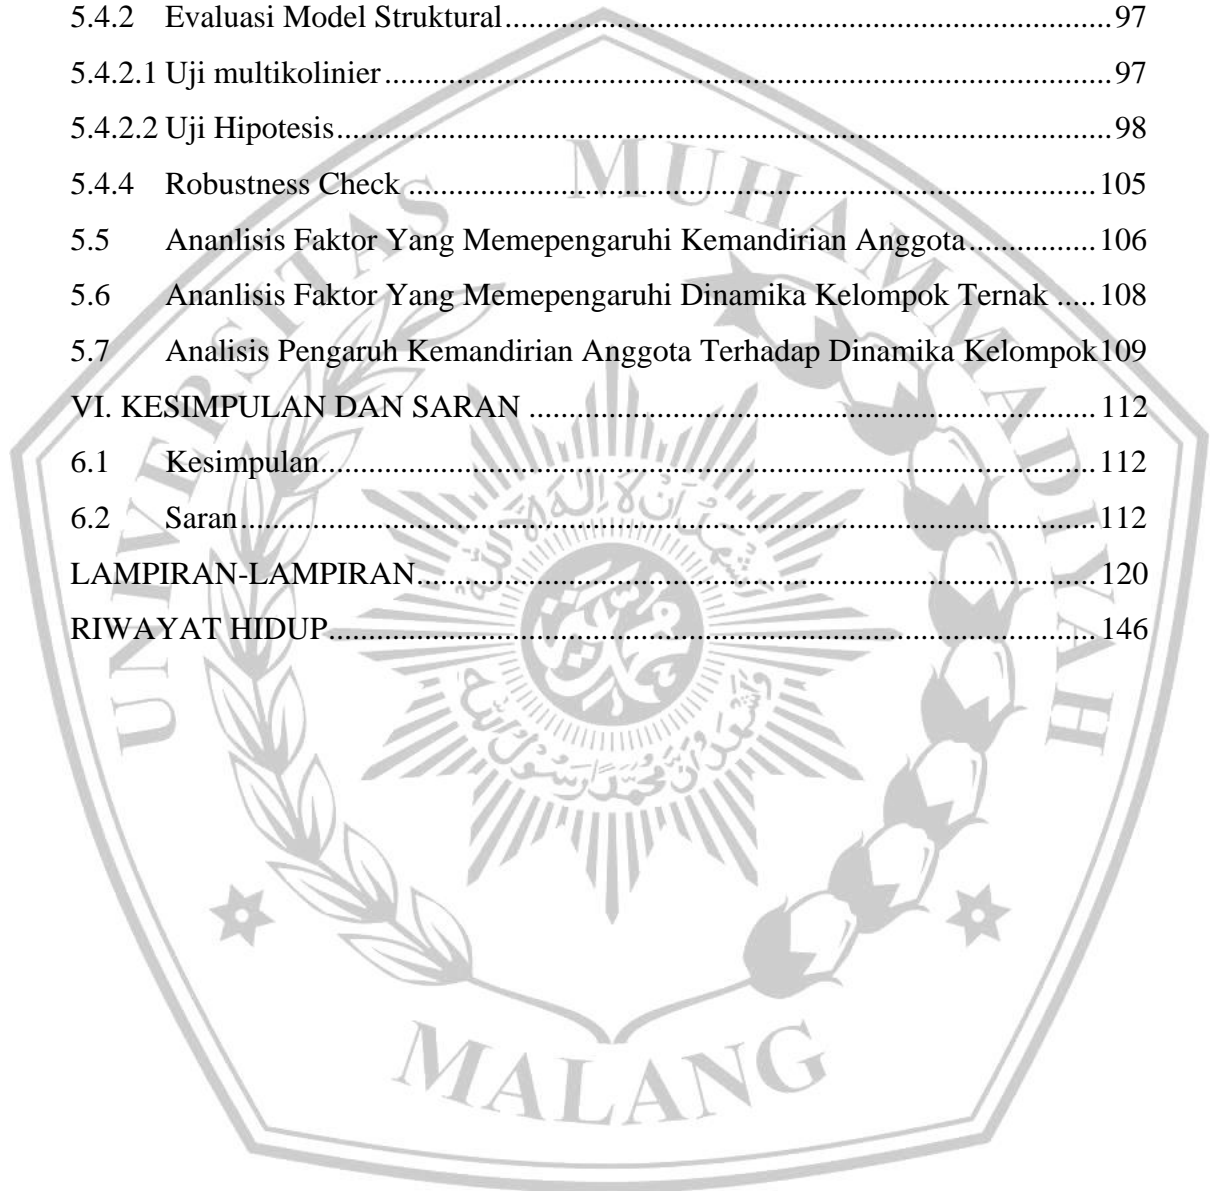 5.4.2 Evaluasi Model Struktural 97
5.4.2.1 Uji multikolinier 97
5.4.2.2 Uji Hipotesis 98
5.4.4 Robustness Check 105
5.5 Ananlisis Faktor Yang Memepengaruhi Kemandirian Anggota 106
5.6 Ananlisis Faktor Yang Memepengaruhi Dinamika Kelompok Ternak 108
5.7 Analisis Pengaruh Kemandirian Anggota Terhadap Dinamika Kelompok109
VI. KESIMPULAN DAN SARAN 112
6.1 Kesimpulan 112
6.2 Saran 112
LAMPIRAN-LAMPIRAN 120
RIWAYAT HIDUP 146
UNIVERSITAS MUHAMMADIYAH
MALANG